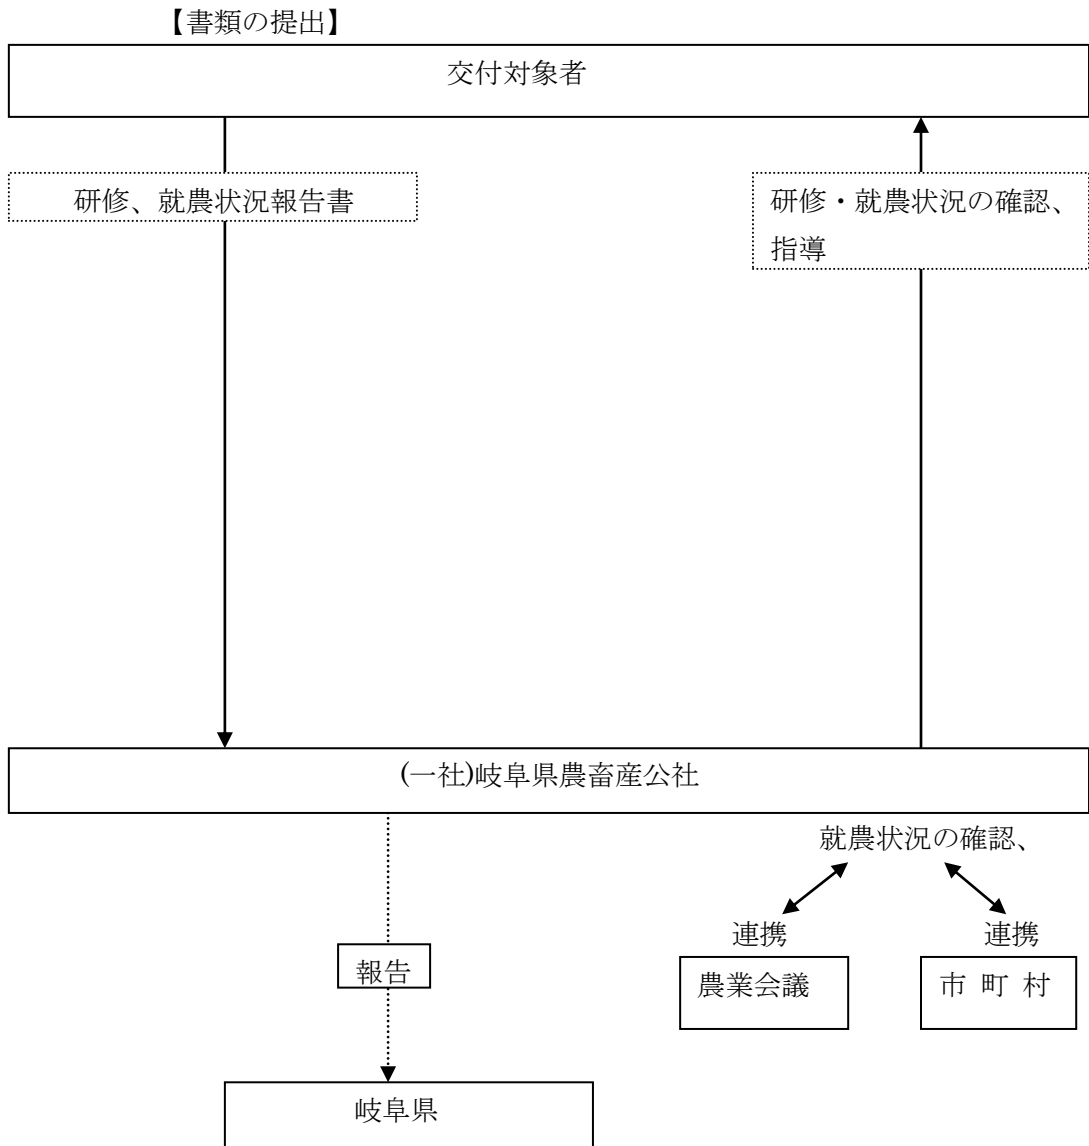 【書類の提出】
交付対象者
研修、就農状況報告書
研修・就農状況の確認、
指導
(一社)岐阜県農畜産公社
就農状況の確認、
連携
連携
報告
農業会議
市 町 村
岐阜県